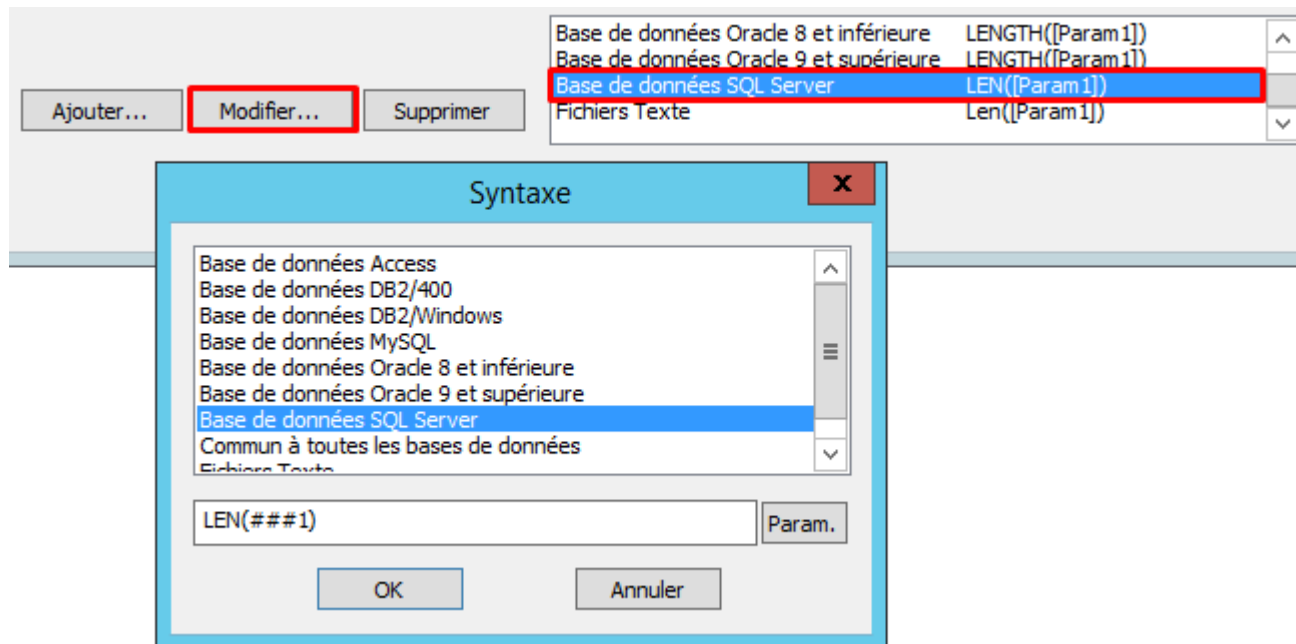 Base de données Oracle 8 et inférieure LENGTH([Param1])
Base de données Oracle 9 et supérieure LENGTH([Param1])
Base de données SQL Server LEN([Param1])
Fichiers Texte Len([Param1])
Ajouter... Modifier... Supprimer
Syntaxe
x
Base de données Access
Base de données DB2/400
Base de données DB2/Windows
Base de données MySQL
Base de données Oracle 8 et inférieure
Base de données Oracle 9 et supérieure
Base de données SQL Server
Commun à toutes les bases de données
Fichiers Texte
LEN(###1) Param.
OK Annuler